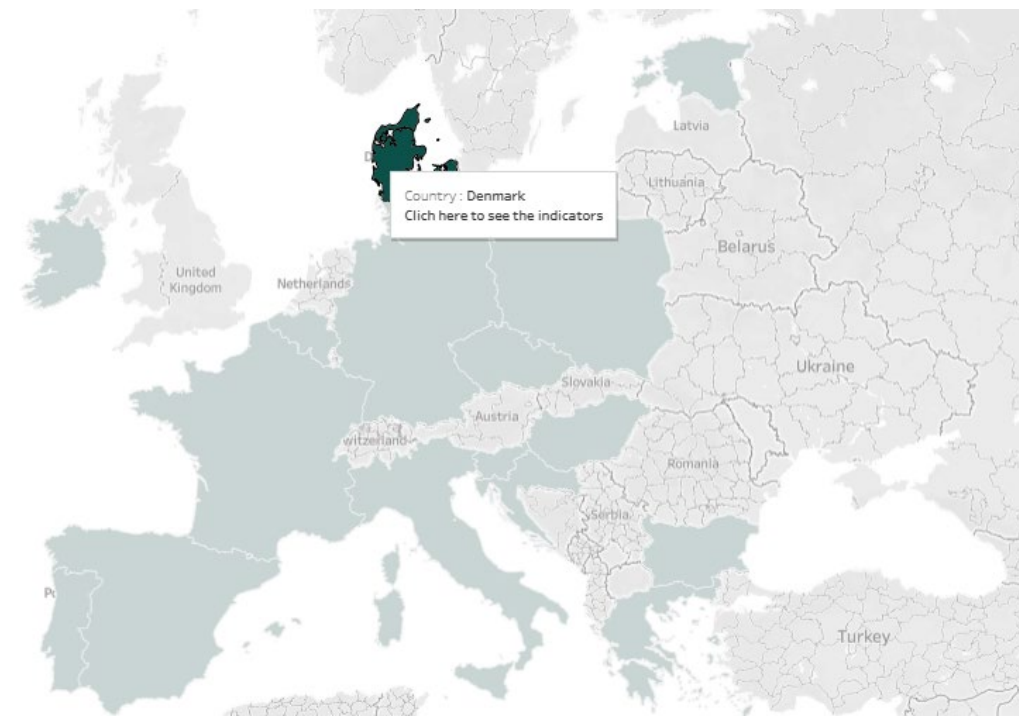 Latvia
Lithuania
Country : Denmark
Clich here to see the indicators
Belarus
United
Kingdom
Netherlands
Ukraine
Slovakia
Austria
witzerland
Romania
Serbia
Turkey